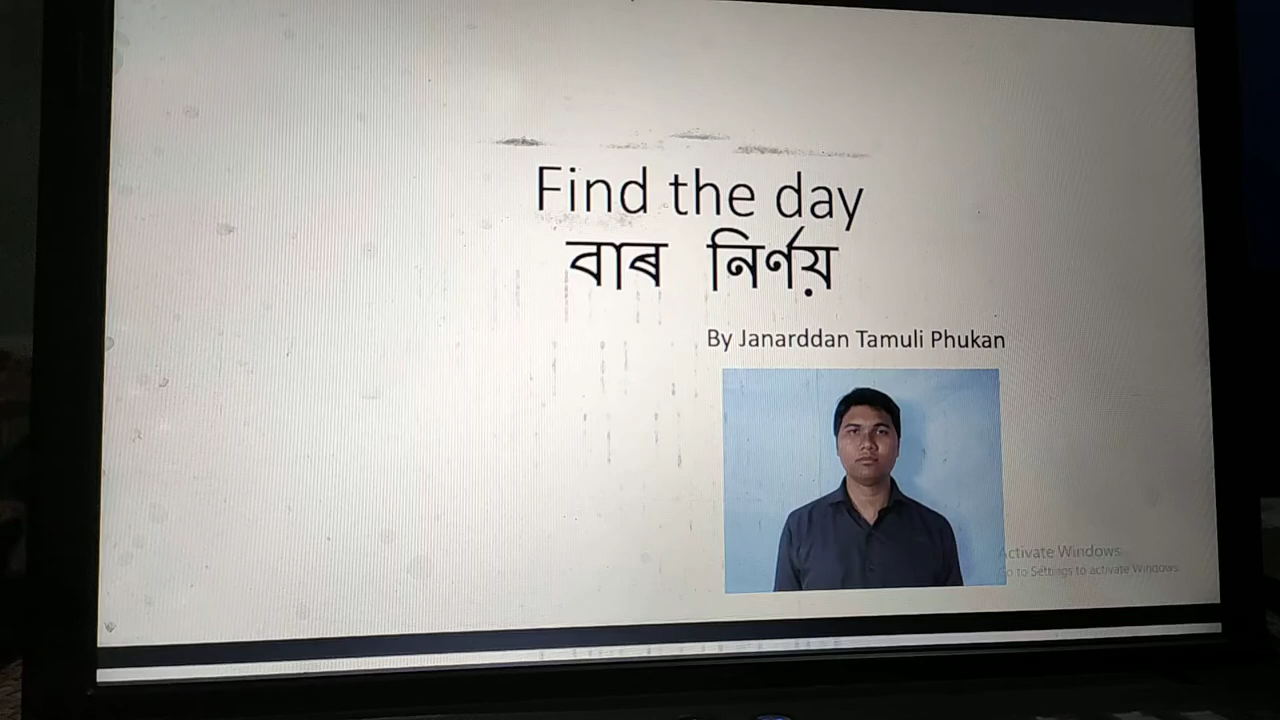 Find the day
বাৰ নিৰ্ণয়
By Janarddan Tamuli Phukan
Activate Windows
Go to Settings to activate Windows.